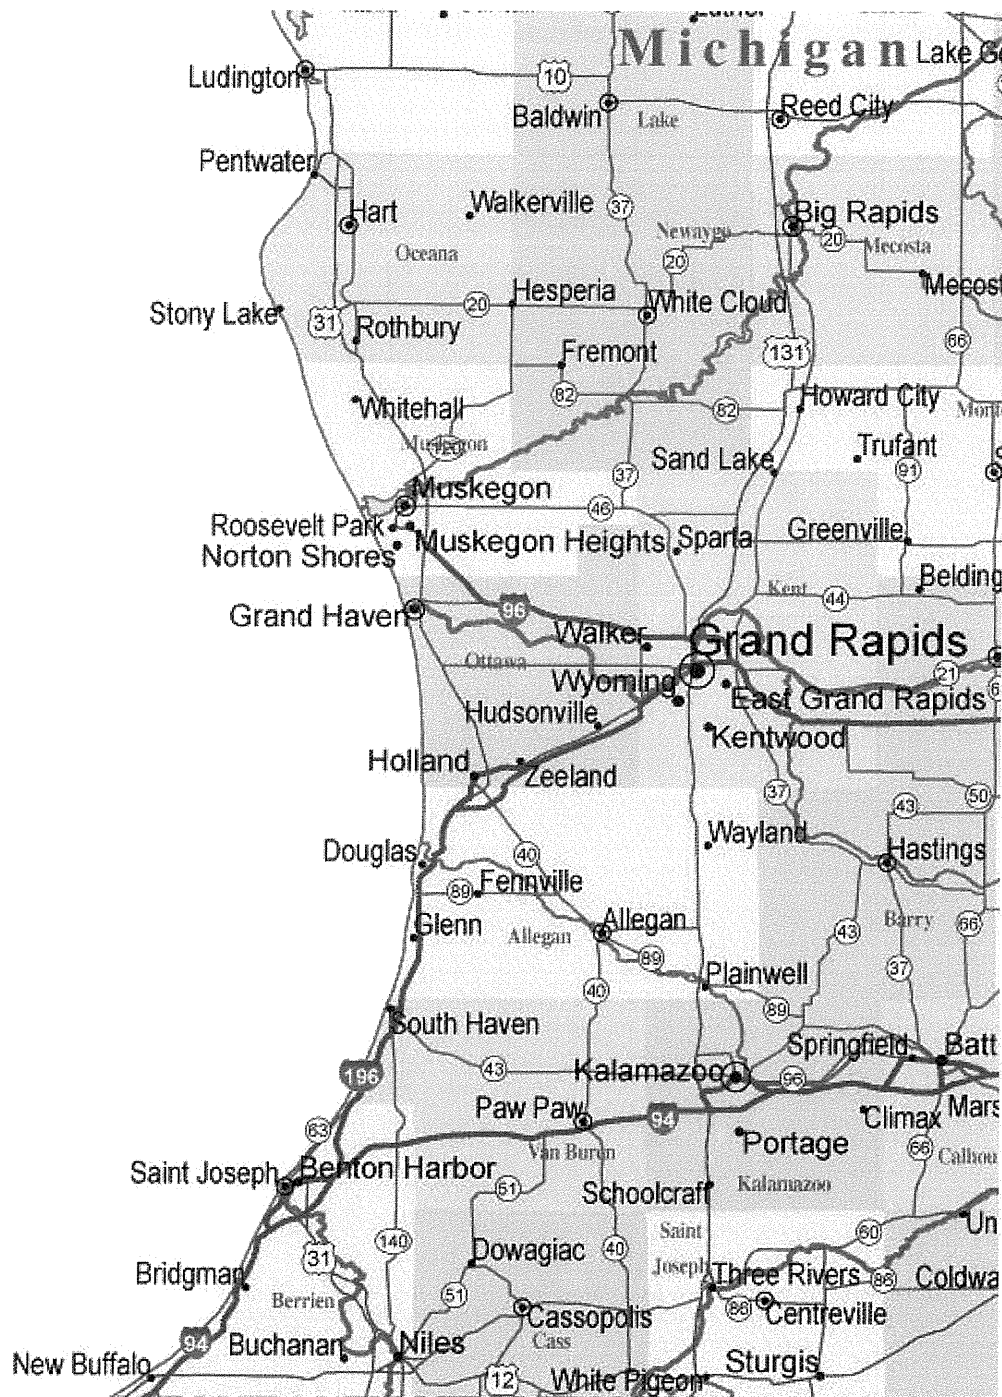 Michigan
Ludington
10
Baldwin
Lake
Reed City
Pentwater
Hart
Walkerville
37
Newaygo
Big Rapids
20
Mecosta
Oceana
20
Stony Lake
31
20
Hesperia
White Cloud
Rothbury
Fremont
131
66
Whitehall
82
82
Howard City
Muskegon
120
Trufant
37
Sand Lake
91
Muskegon
46
Roosevelt Park
Muskegon Heights
Sparta
Greenville
Norton Shores
Kent
44
Grand Haven
96
Walker
Grand Rapids
Ottawa
Wyoming
21
East Grand Rapids
Hudsonville
Kentwood
Holland
Zeeland
37
43
50
Douglas
40
Wayland
Hastings
89
Fennville
Glenn
Allegan
Allegan
43
Barry
66
89
37
40
Plainwell
89
South Haven
43
Kalamazoo
Springfield
196
96
Paw Paw
94
Climax
63
Portage
66
Van Buren
Saint Joseph
Benton Harbor
51
Schoolcraft
Kalamazoo
Saint
Joseph
60
31
140
Dowagiac
40
Bridgman
Three Rivers
86
Berrien
51
86
Centreville
Cassopolis
Cass
94
Buchanan
Niles
New Buffalo
12
White Pigeon
Sturgis